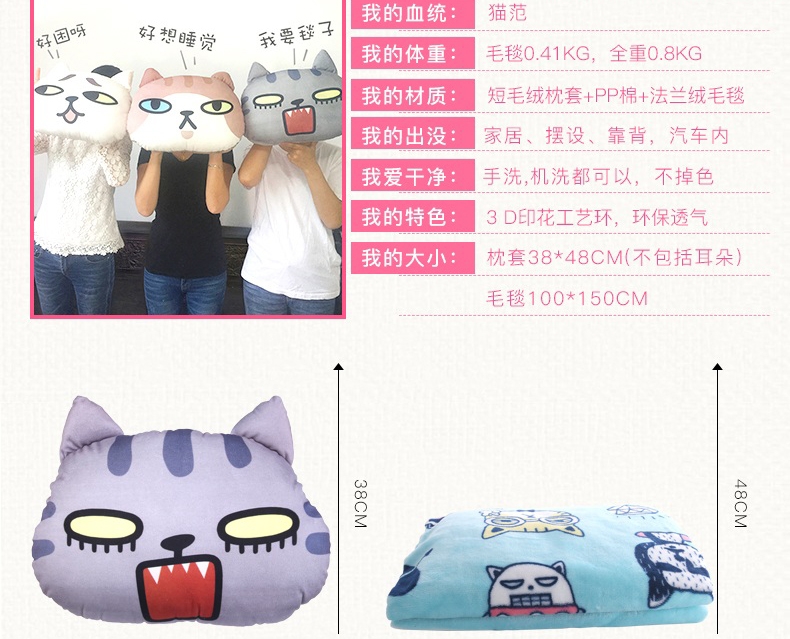 好困呀
好想睡觉
我要毯子
我的血统：猫范
我的体重：毛毯0.41KG，全重0.8KG
我的材质：短毛绒枕套+PP棉+法兰绒毛毯
我的出没：家居、摆设、靠背，汽车内
我爱干净：手洗,机洗都可以，不掉色
我的特色：3 D印花工艺环，环保透气
我的大小：枕套38*48CM(不包括耳朵)
毛毯100*150CM
38CM
48CM